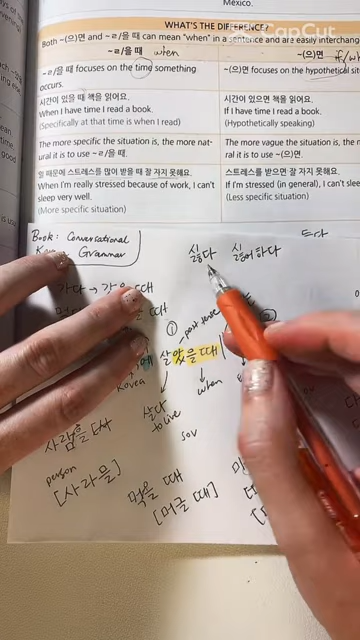 Mexico.
CapCut
WHAT'S THE DIFFERENCE?
Both ~(으)면 and ~ㄹ/을 때 can mean "when" in a sentence and are easily interchang
~ㄹ/을 때 when
~(으)면 if/w
~ㄹ/을 때 focuses on the time something occurs.
~(으)면 focuses on the hypothetical sit
시간이 있을 때 책을 읽어요.
When I have time I read a book.
(Specifically at that time is when I read)
시간이 있으면 책을 읽어요.
If I have time I read a book.
(Hypothetically speaking)
The more specific the situation is, the more natural it is to use ~ㄹ/을 때.
The more vague the situation is, the more
ral it is to use ~(으)면.
일 때문에 스트레스를 많이 받을 때 잘 자지 못해요.
When I'm really stressed because of work, I can't sleep very well.
(More specific situation)
스트레스를 받으면 잘 자지 못해요.
If I'm stressed (in general), I can't sle
(Less specific situation)
Book: Conversational
Grammar
싫다 싫어하다
가다 → 갔을 때
① past tense
에 살았을 때
Korea
살다
to live
when
sov
person
[사라믈]
먹을 때
[머글 때]